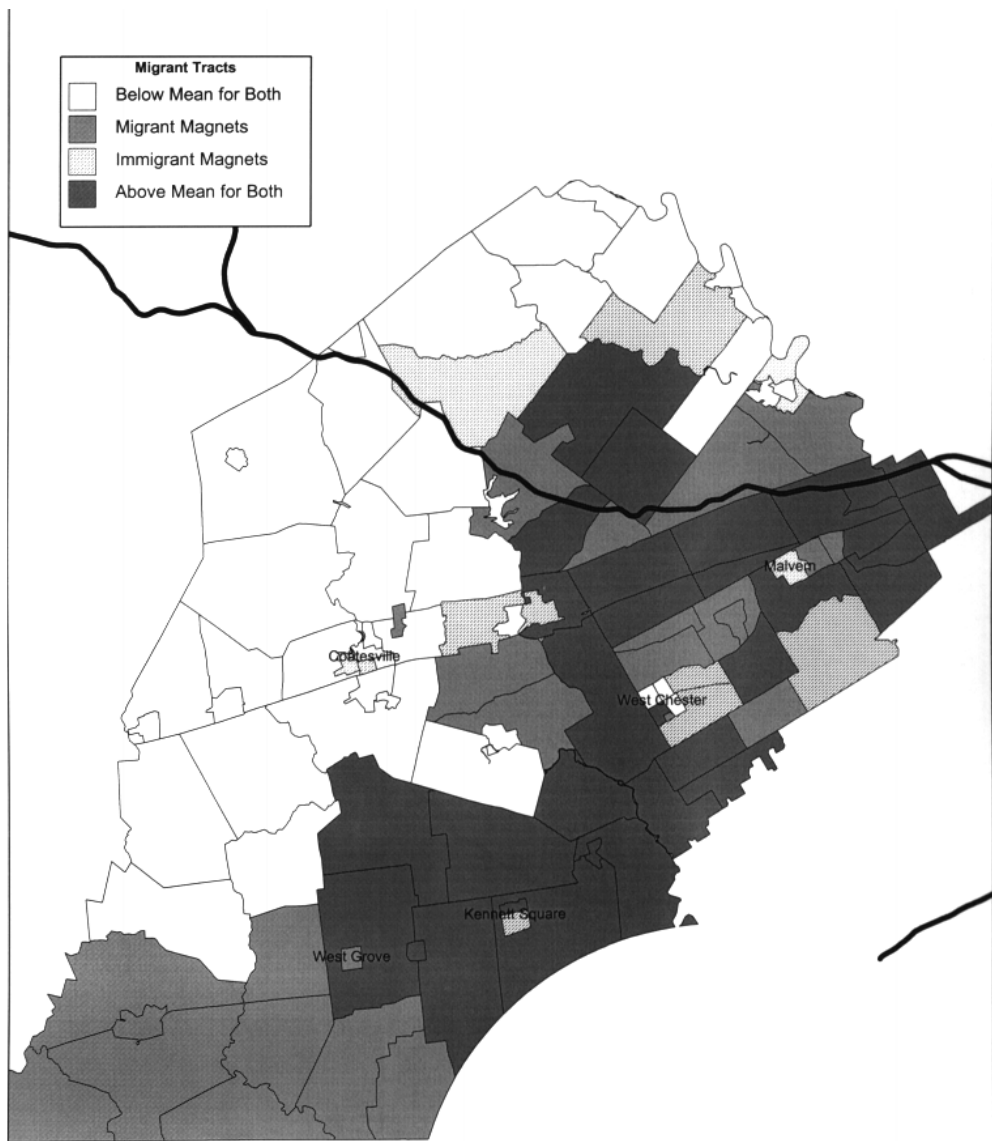 Migrant Tracts
Below Mean for Both
Migrant Magnets
Immigrant Magnets
Above Mean for Both
Malvern
Coatesville
West Chester
Kennett Square
West Grove